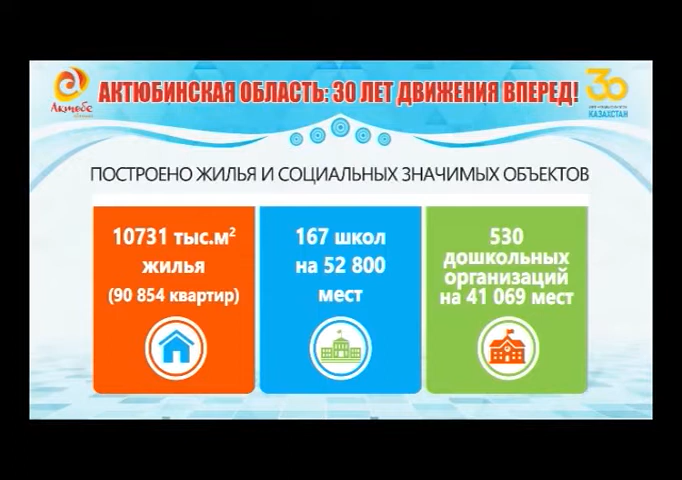 Актобе
АКТЮБИНСКАЯ ОБЛАСТЬ: 30 ЛЕТ ДВИЖЕНИЯ ВПЕРЕД!
30
КАЗАХСТАН
ПОСТРОЕНО ЖИЛЬЯ И СОЦИАЛЬНЫХ ЗНАЧИМЫХ ОБЪЕКТОВ
10731 тыс.м²
жилья
(90 854 квартир)
167 школ
на 52 800
мест
530
дошкольных
организаций
на 41 069 мест